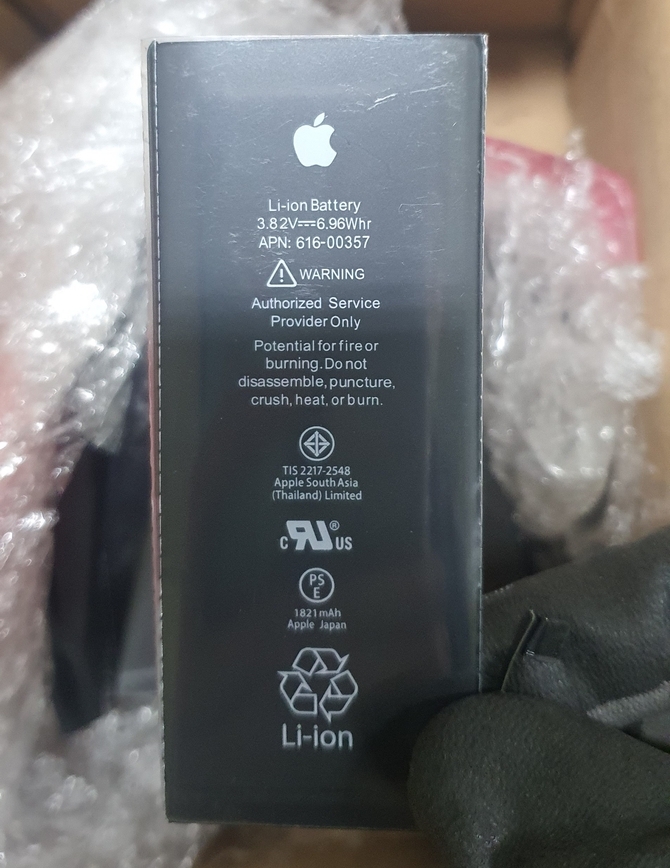 Li-ion Battery
3.82V⎓6.96Whr
APN: 616-00357
WARNING
Authorized Service
Provider Only
Potential for fire or
burning. Do not
disassemble, puncture,
crush, heat, or burn.
TIS 2217-2548
Apple South Asia
(Thailand) Limited
c RU® US
PS
E
1821mAh
Apple Japan
Li-ion